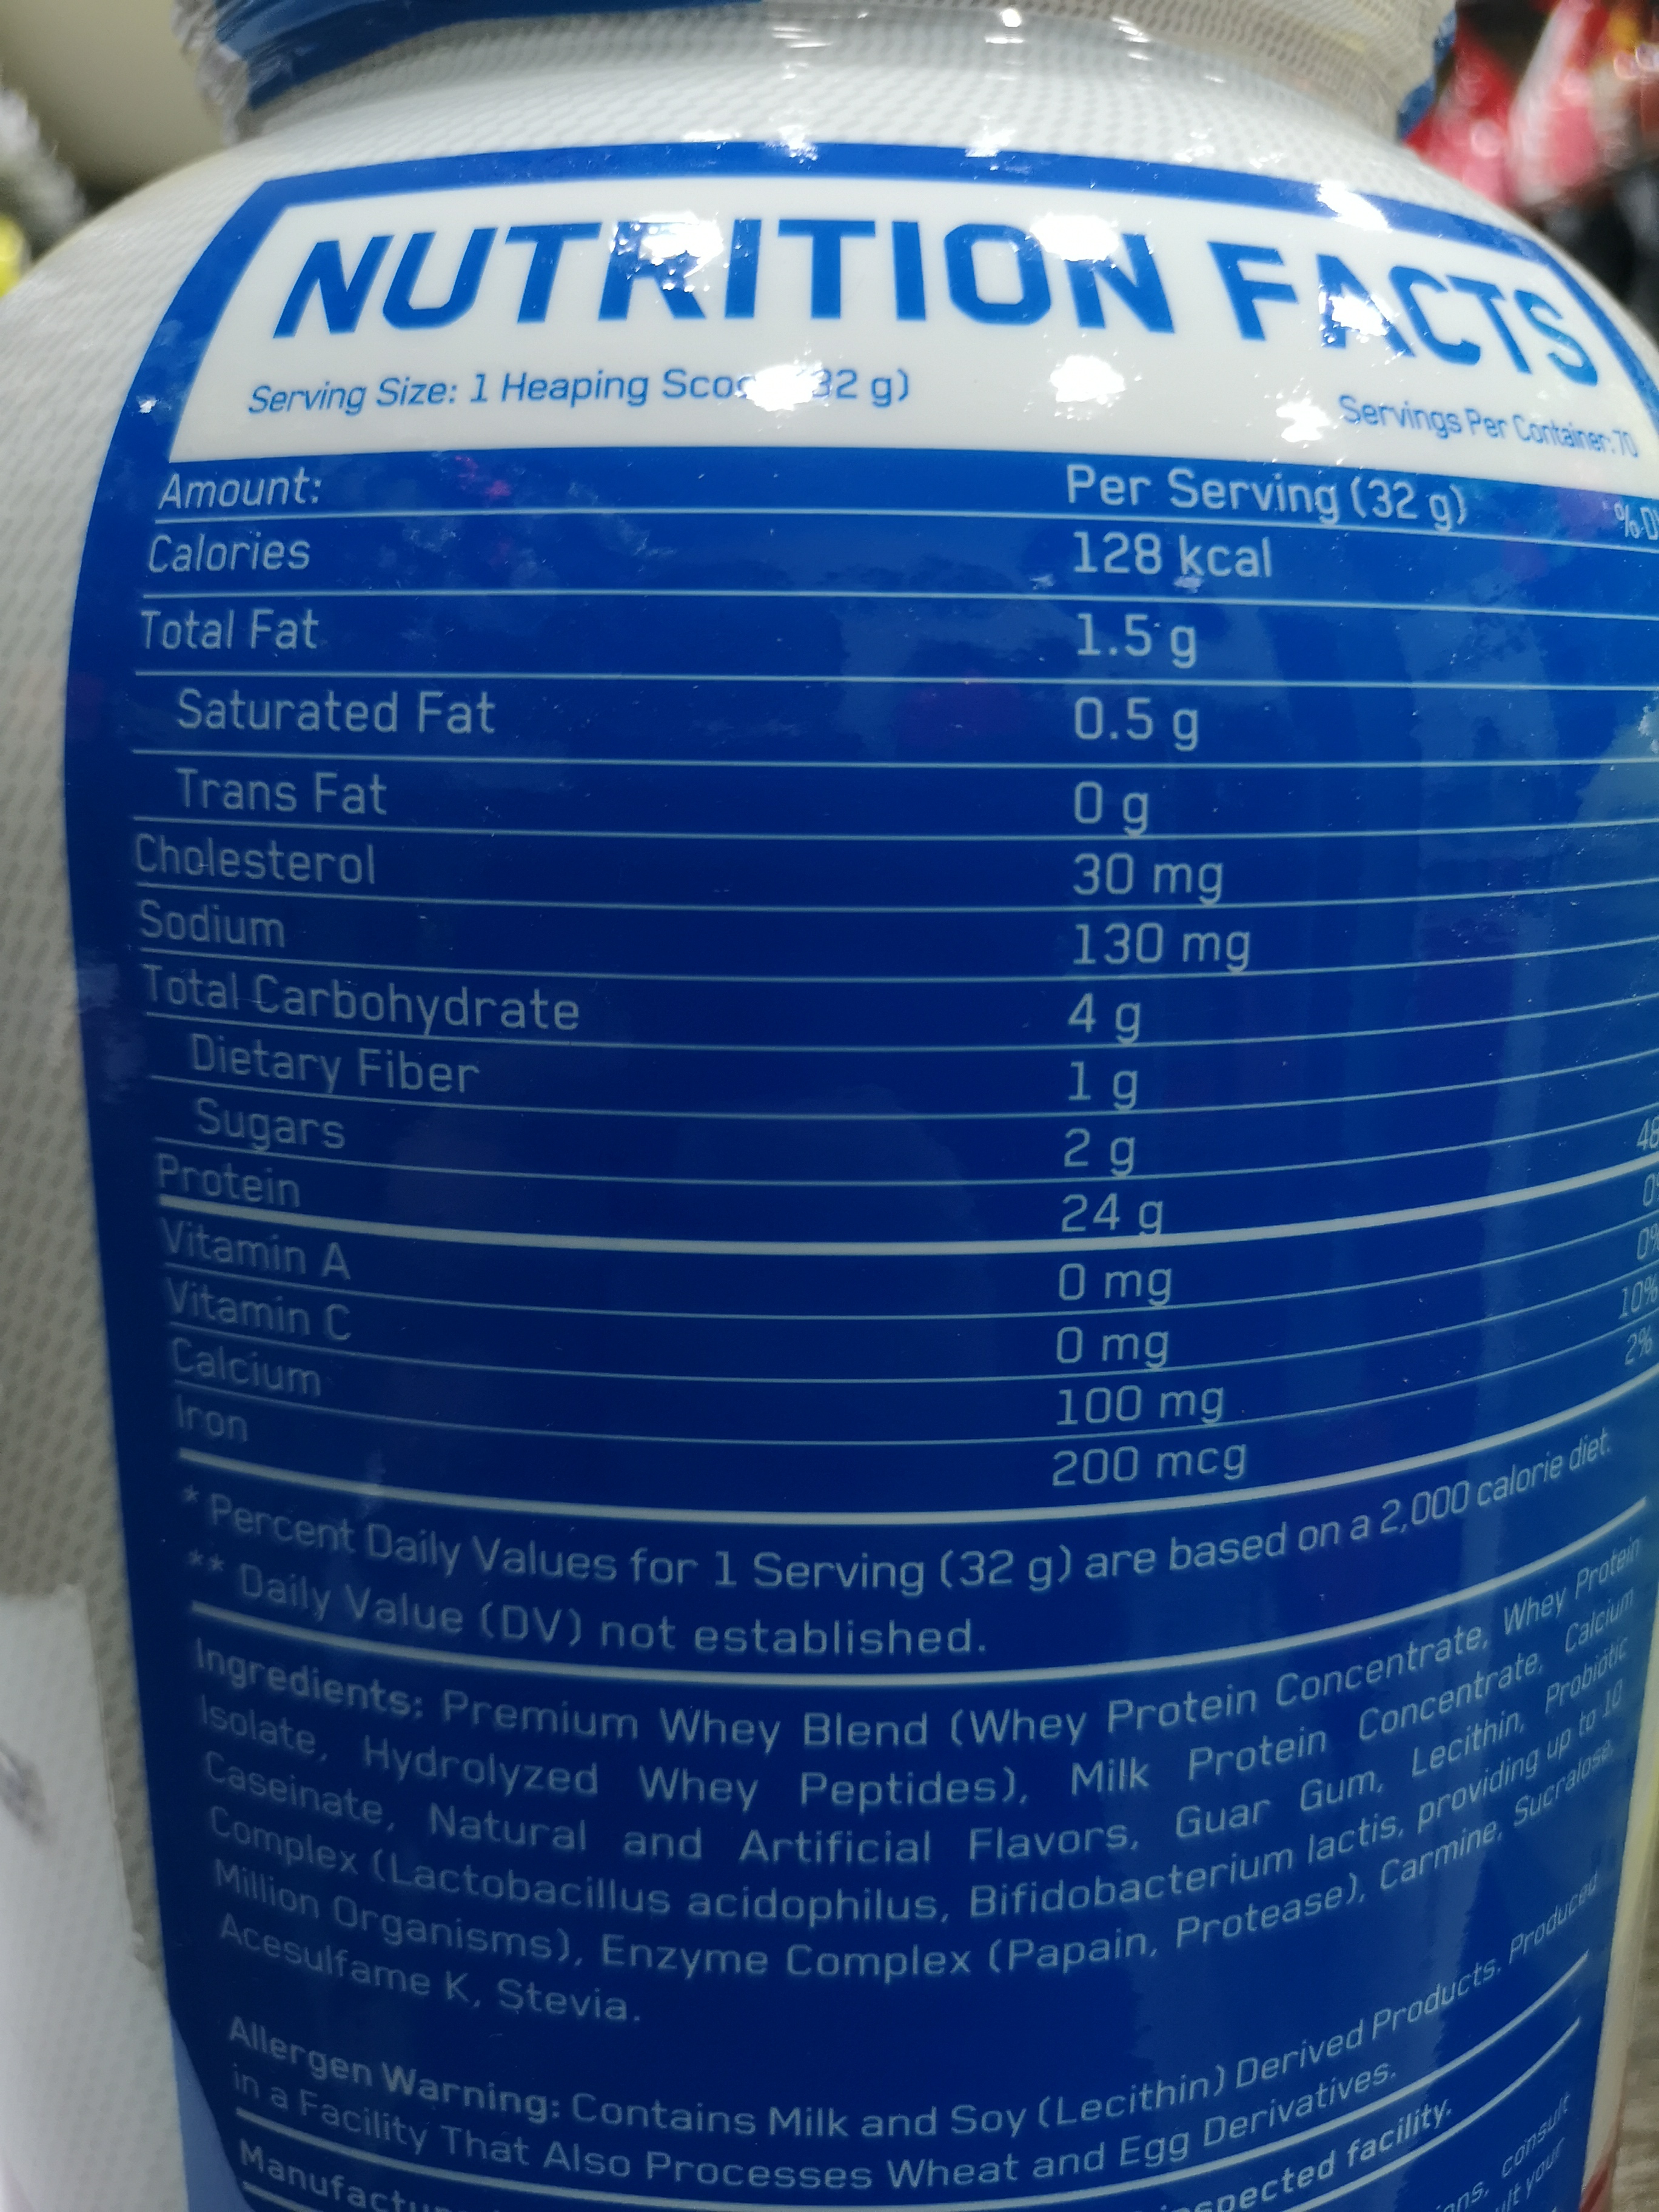 NUTRITION FACTS
Serving Size: 1 Heaping (32 g)
Servings Per Container: 70
Amount: Per Serving (32 g)
Calories 128 kcal
Total Fat 1.5 g
Saturated Fat 0.5 g
Trans Fat 0 g
Cholesterol 30 mg
Sodium 130 mg
Total Carbohydrate 4 g
Dietary Fiber 1 g
Sugars 2 g
Protein 24 g
Vitamin A 0 mg
Vitamin C 0 mg 0%
Calcium 100 mg 10%
Iron 200 mcg 2%
* Percent Daily Values for 1 Serving (32 g) are based on a 2,000 calorie diet.
** Daily Value (DV) not established.
Ingredients: Premium Whey Blend (Whey Protein Concentrate, Whey Protein
Isolate, Hydrolyzed Whey Peptides), Milk Protein Concentrate, Calcium
Caseinate, Natural and Artificial Flavors, Guar Gum, Lecithin, Probiotic
Complex (Lactobacillus acidophilus, Bifidobacterium lactis, providing up to 10
Million Organisms), Enzyme Complex (Papain, Protease), Carmine, Sucralose,
Acesulfame K, Stevia.
Allergen Warning: Contains Milk and Soy (Lecithin) Derived Products. Produced
in a Facility That Also Processes Wheat and Egg Derivatives.
facility.
consult
your